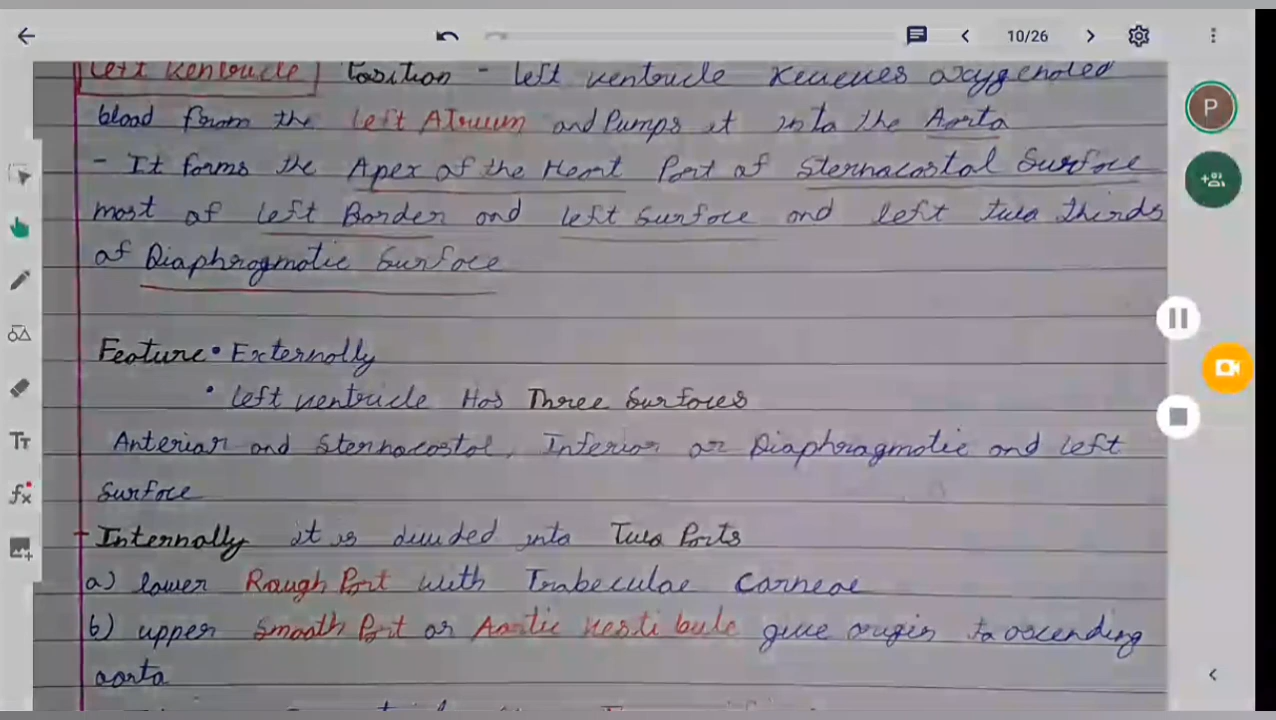 10/26
P
Left Ventricle Position - left ventricle Receives oxygenated
blood from the left Atrium and Pumps it into the Aorta
- It forms the Apex of the Heart Part of Sternocostal Surface
most of left Border and left surface and left two thirds
of Diaphragmatic Surface
Feature • Externally
• left ventricle Has Three Surfaces
Anterior and Sternocostal, Inferior or Diaphragmatic and left
Surface
- Internally it is divided into Two Parts
a) lower Rough Part with Trabeculae Carneae
b) upper Smooth Part or Aortic Vestibule give origin to ascending
aorta
Tт
fx